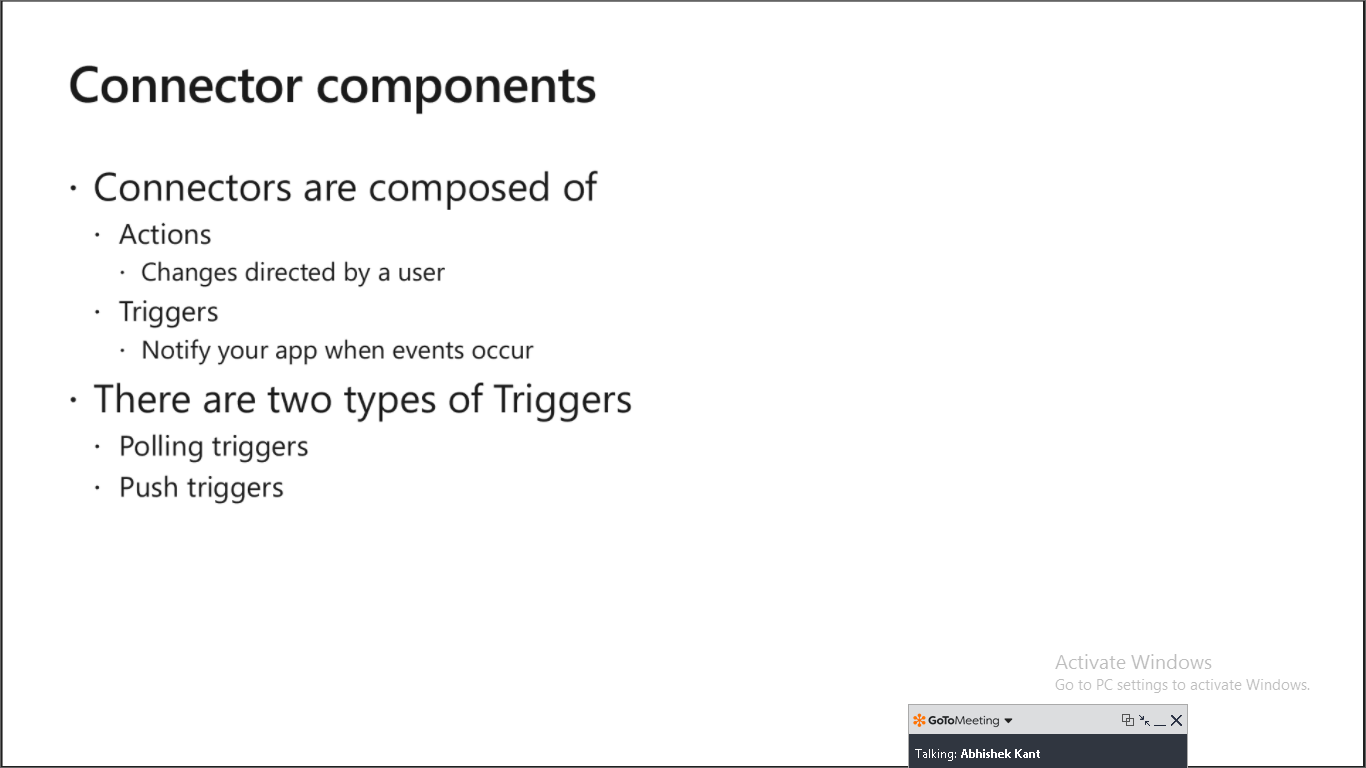 Connector components
· Connectors are composed of
· Actions
· Changes directed by a user
· Triggers
· Notify your app when events occur
· There are two types of Triggers
· Polling triggers
· Push triggers
Activate Windows
Go to PC settings to activate Windows.
GoToMeeting
Talking: Abhishek Kant